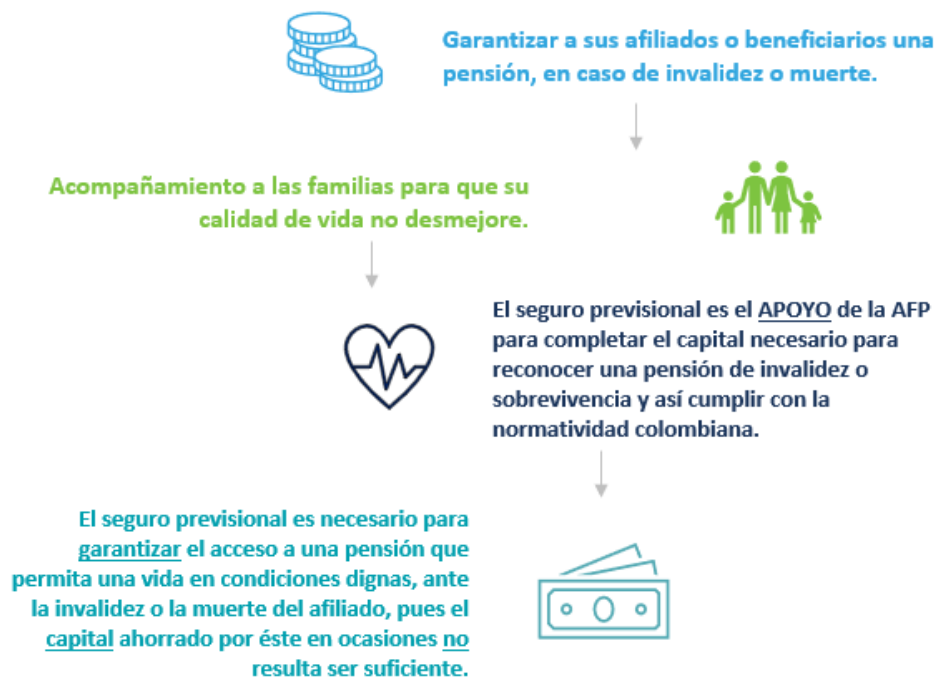 Garantizar a sus afiliados o beneficiarios una
pensión, en caso de invalidez o muerte.
Acompañamiento a las familias para que su
calidad de vida no desmejore.
El seguro previsional es el APOYO de la AFP
para completar el capital necesario para
reconocer una pensión de invalidez o
sobrevivencia y así cumplir con la
normatividad colombiana.
El seguro previsional es necesario para
garantizar el acceso a una pensión que
permita una vida en condiciones dignas, ante
la invalidez o la muerte del afiliado, pues el
capital ahorrado por éste en ocasiones no
resulta ser suficiente.